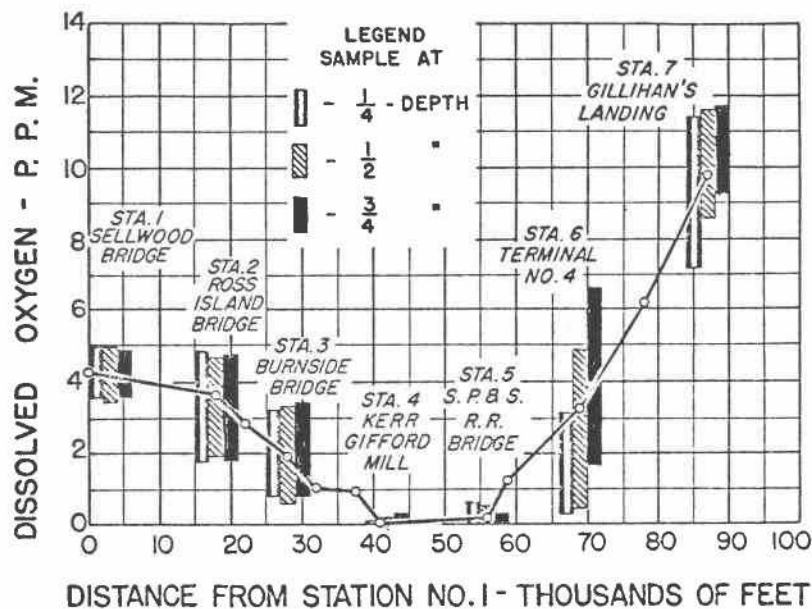 DISSOLVED OXYGEN - P. P. M.
14
12
10
8
6
4
2
0
LEGEND
SAMPLE AT
- 1/4 - DEPTH
- 1/2 "
- 3/4 "
STA. 1
SELLWOOD
BRIDGE
STA. 2
ROSS
ISLAND
BRIDGE
STA. 3
BURNSIDE
BRIDGE
STA. 4
KERR
GIFFORD
MILL
STA. 5
S. P. & S.
R. R.
BRIDGE
STA. 6
TERMINAL
NO. 4
STA. 7
GILLIHAN'S
LANDING
0 10 20 30 40 50 60 70 80 90 100
DISTANCE FROM STATION NO. 1 - THOUSANDS OF FEET